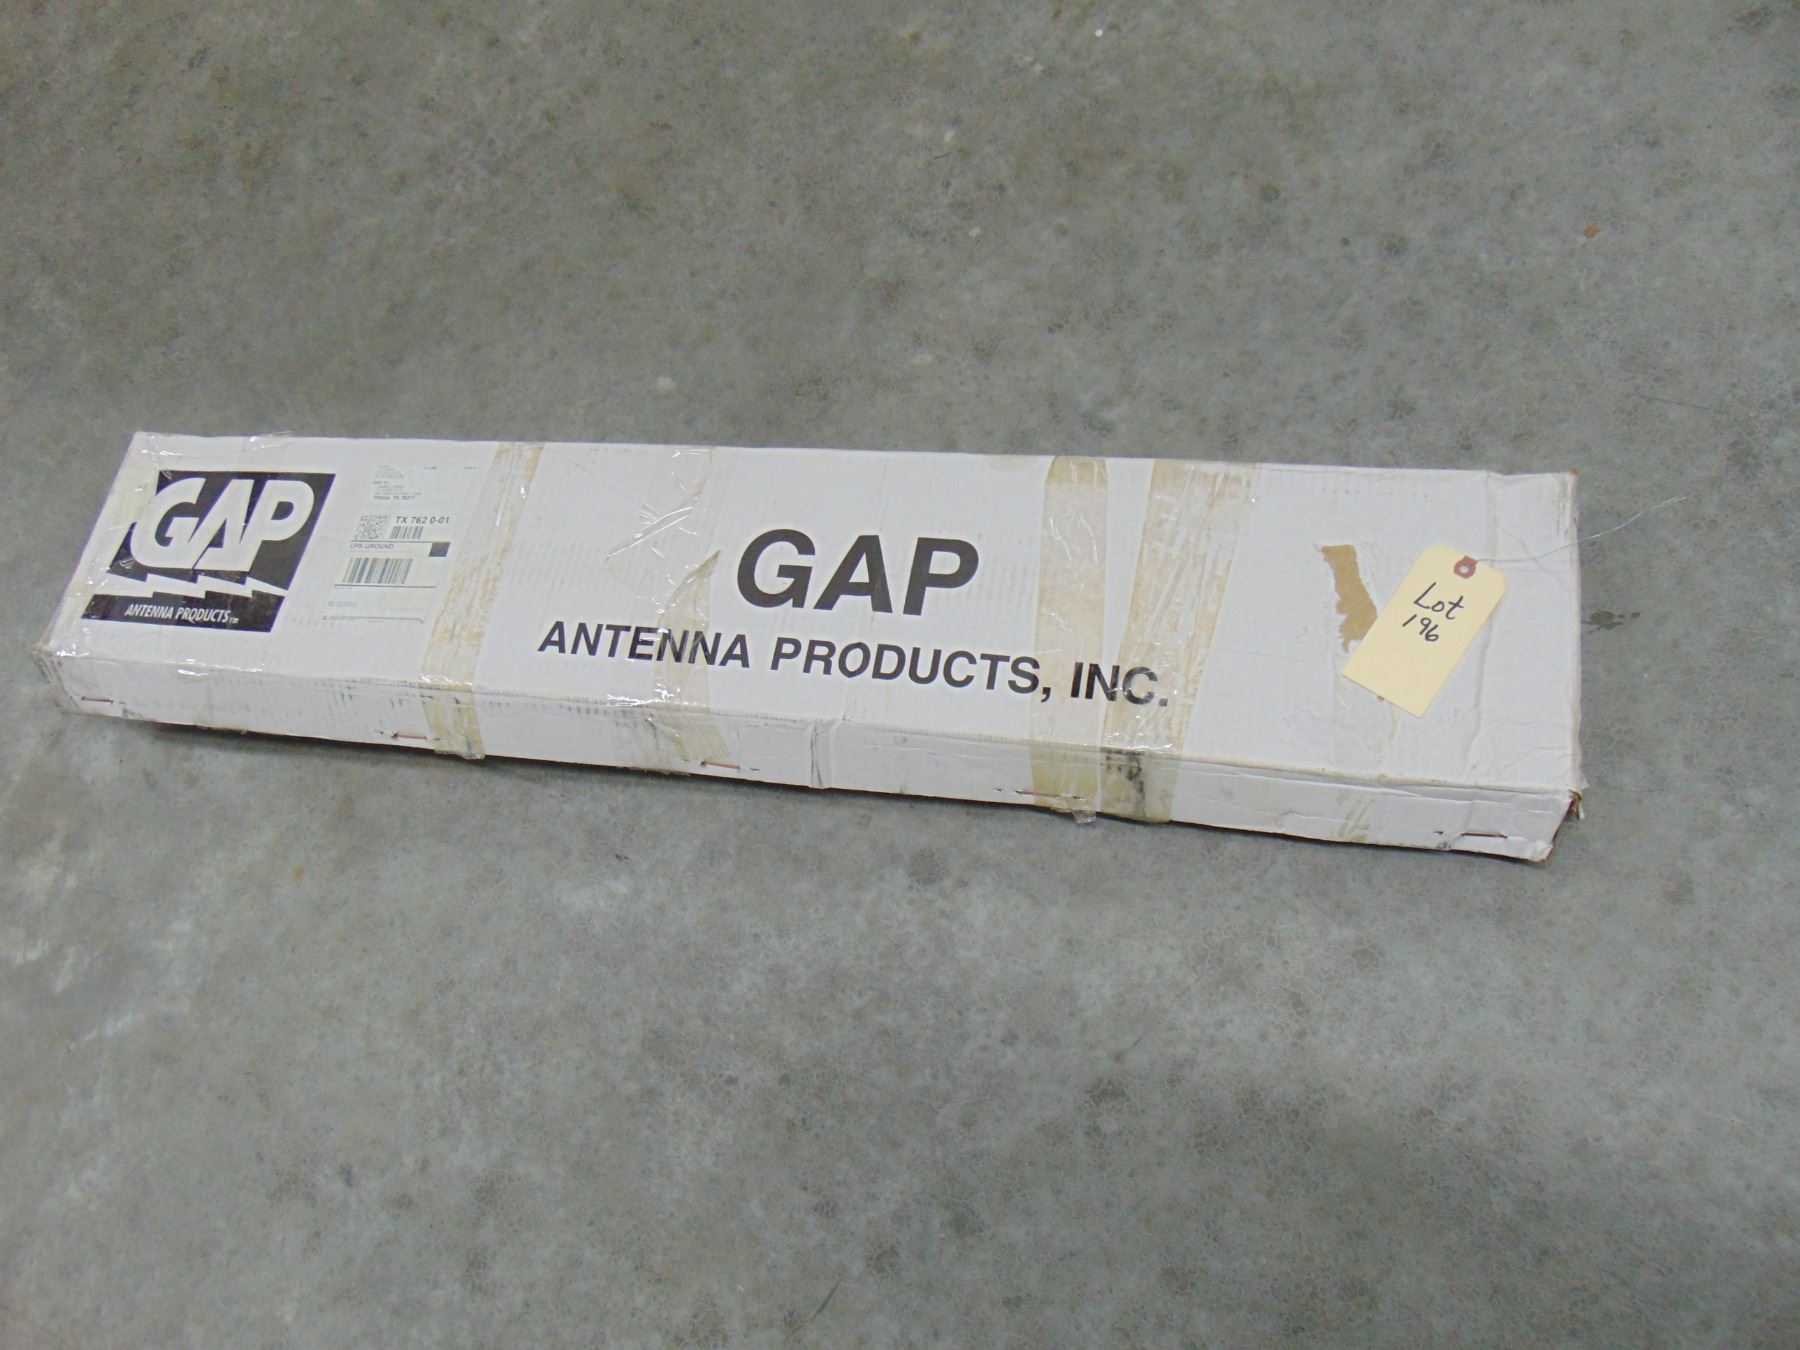 GAP
ANTENNA PRODUCTS
TX 762 0-01
UPS GROUND
GAP
ANTENNA PRODUCTS, INC.
Lot
196